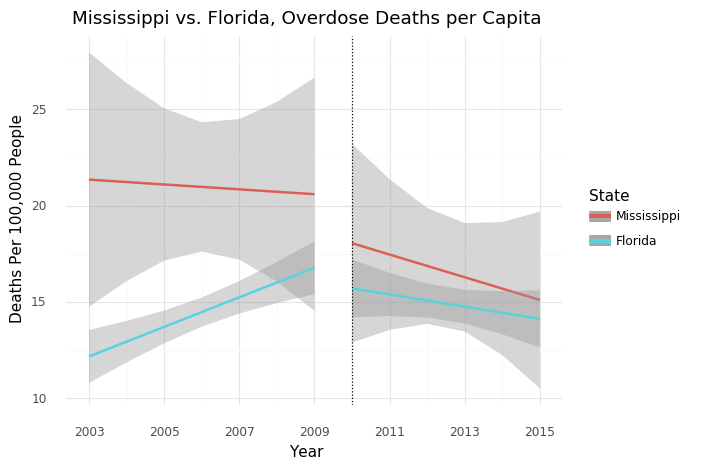 Mississippi vs. Florida, Overdose Deaths per Capita
Deaths Per 100,000 People
25
20
15
10
2003 2005 2007 2009 2011 2013 2015
Year
State
Mississippi
Florida